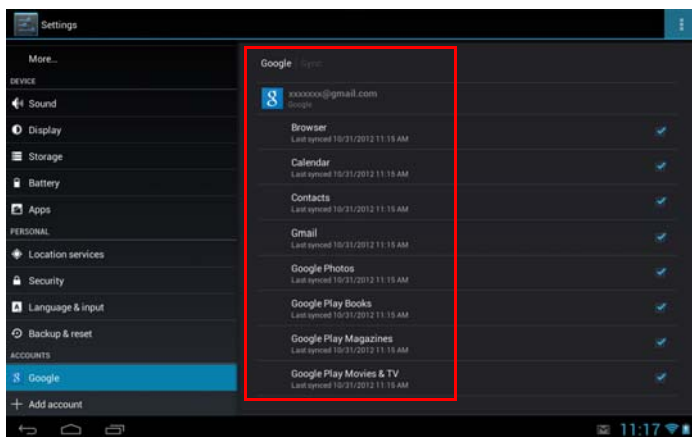 Settings
More...
DEVICE
Sound
Display
Storage
Battery
Apps
PERSONAL
Location services
Security
Language & input
Backup & reset
ACCOUNTS
Google
Add account
Google Sync
xxxxxxx@gmail.com
Google
Browser
Last synced 10/31/2012 11:15 AM
Calendar
Last synced 10/31/2012 11:15 AM
Contacts
Last synced 10/31/2012 11:15 AM
Gmail
Last synced 10/31/2012 11:15 AM
Google Photos
Last synced 10/31/2012 11:15 AM
Google Play Books
Last synced 10/31/2012 11:15 AM
Google Play Magazines
Last synced 10/31/2012 11:15 AM
Google Play Movies & TV
Last synced 10/31/2012 11:15 AM
11:17